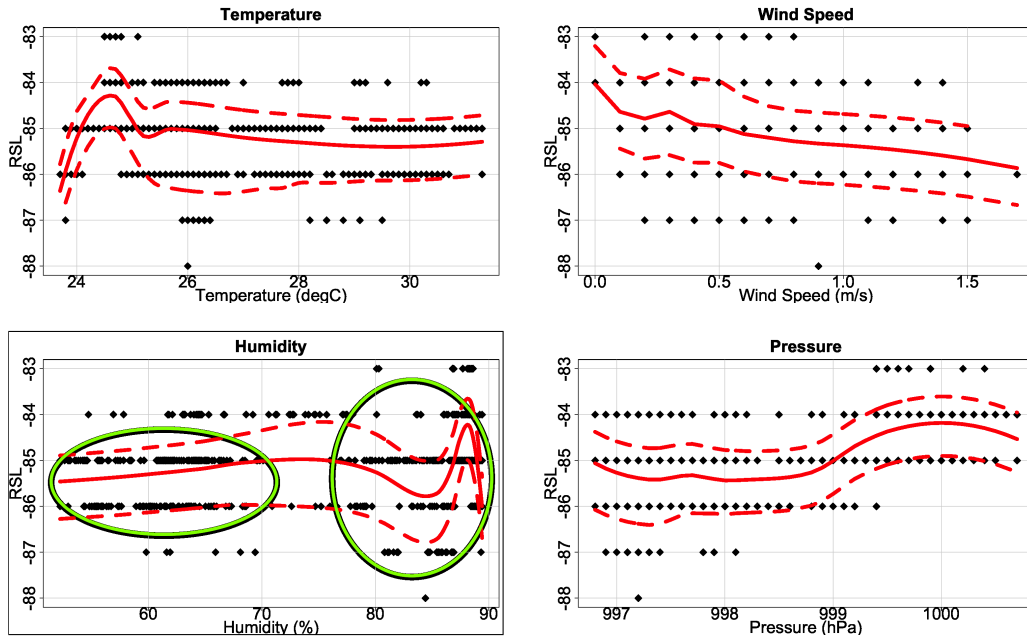 Temperature
-83
-84
-85
-86
-87
-88
RSL
24 26 28 30
Temperature (degC)
Wind Speed
-83
-84
-85
-86
-87
-88
RSL
0.0 0.5 1.0 1.5
Wind Speed (m/s)
Humidity
-83
-84
-85
-86
-87
-88
RSL
60 70 80 90
Humidity (%)
Pressure
-83
-84
-85
-86
-87
-88
RSL
997 998 999 1000
Pressure (hPa)